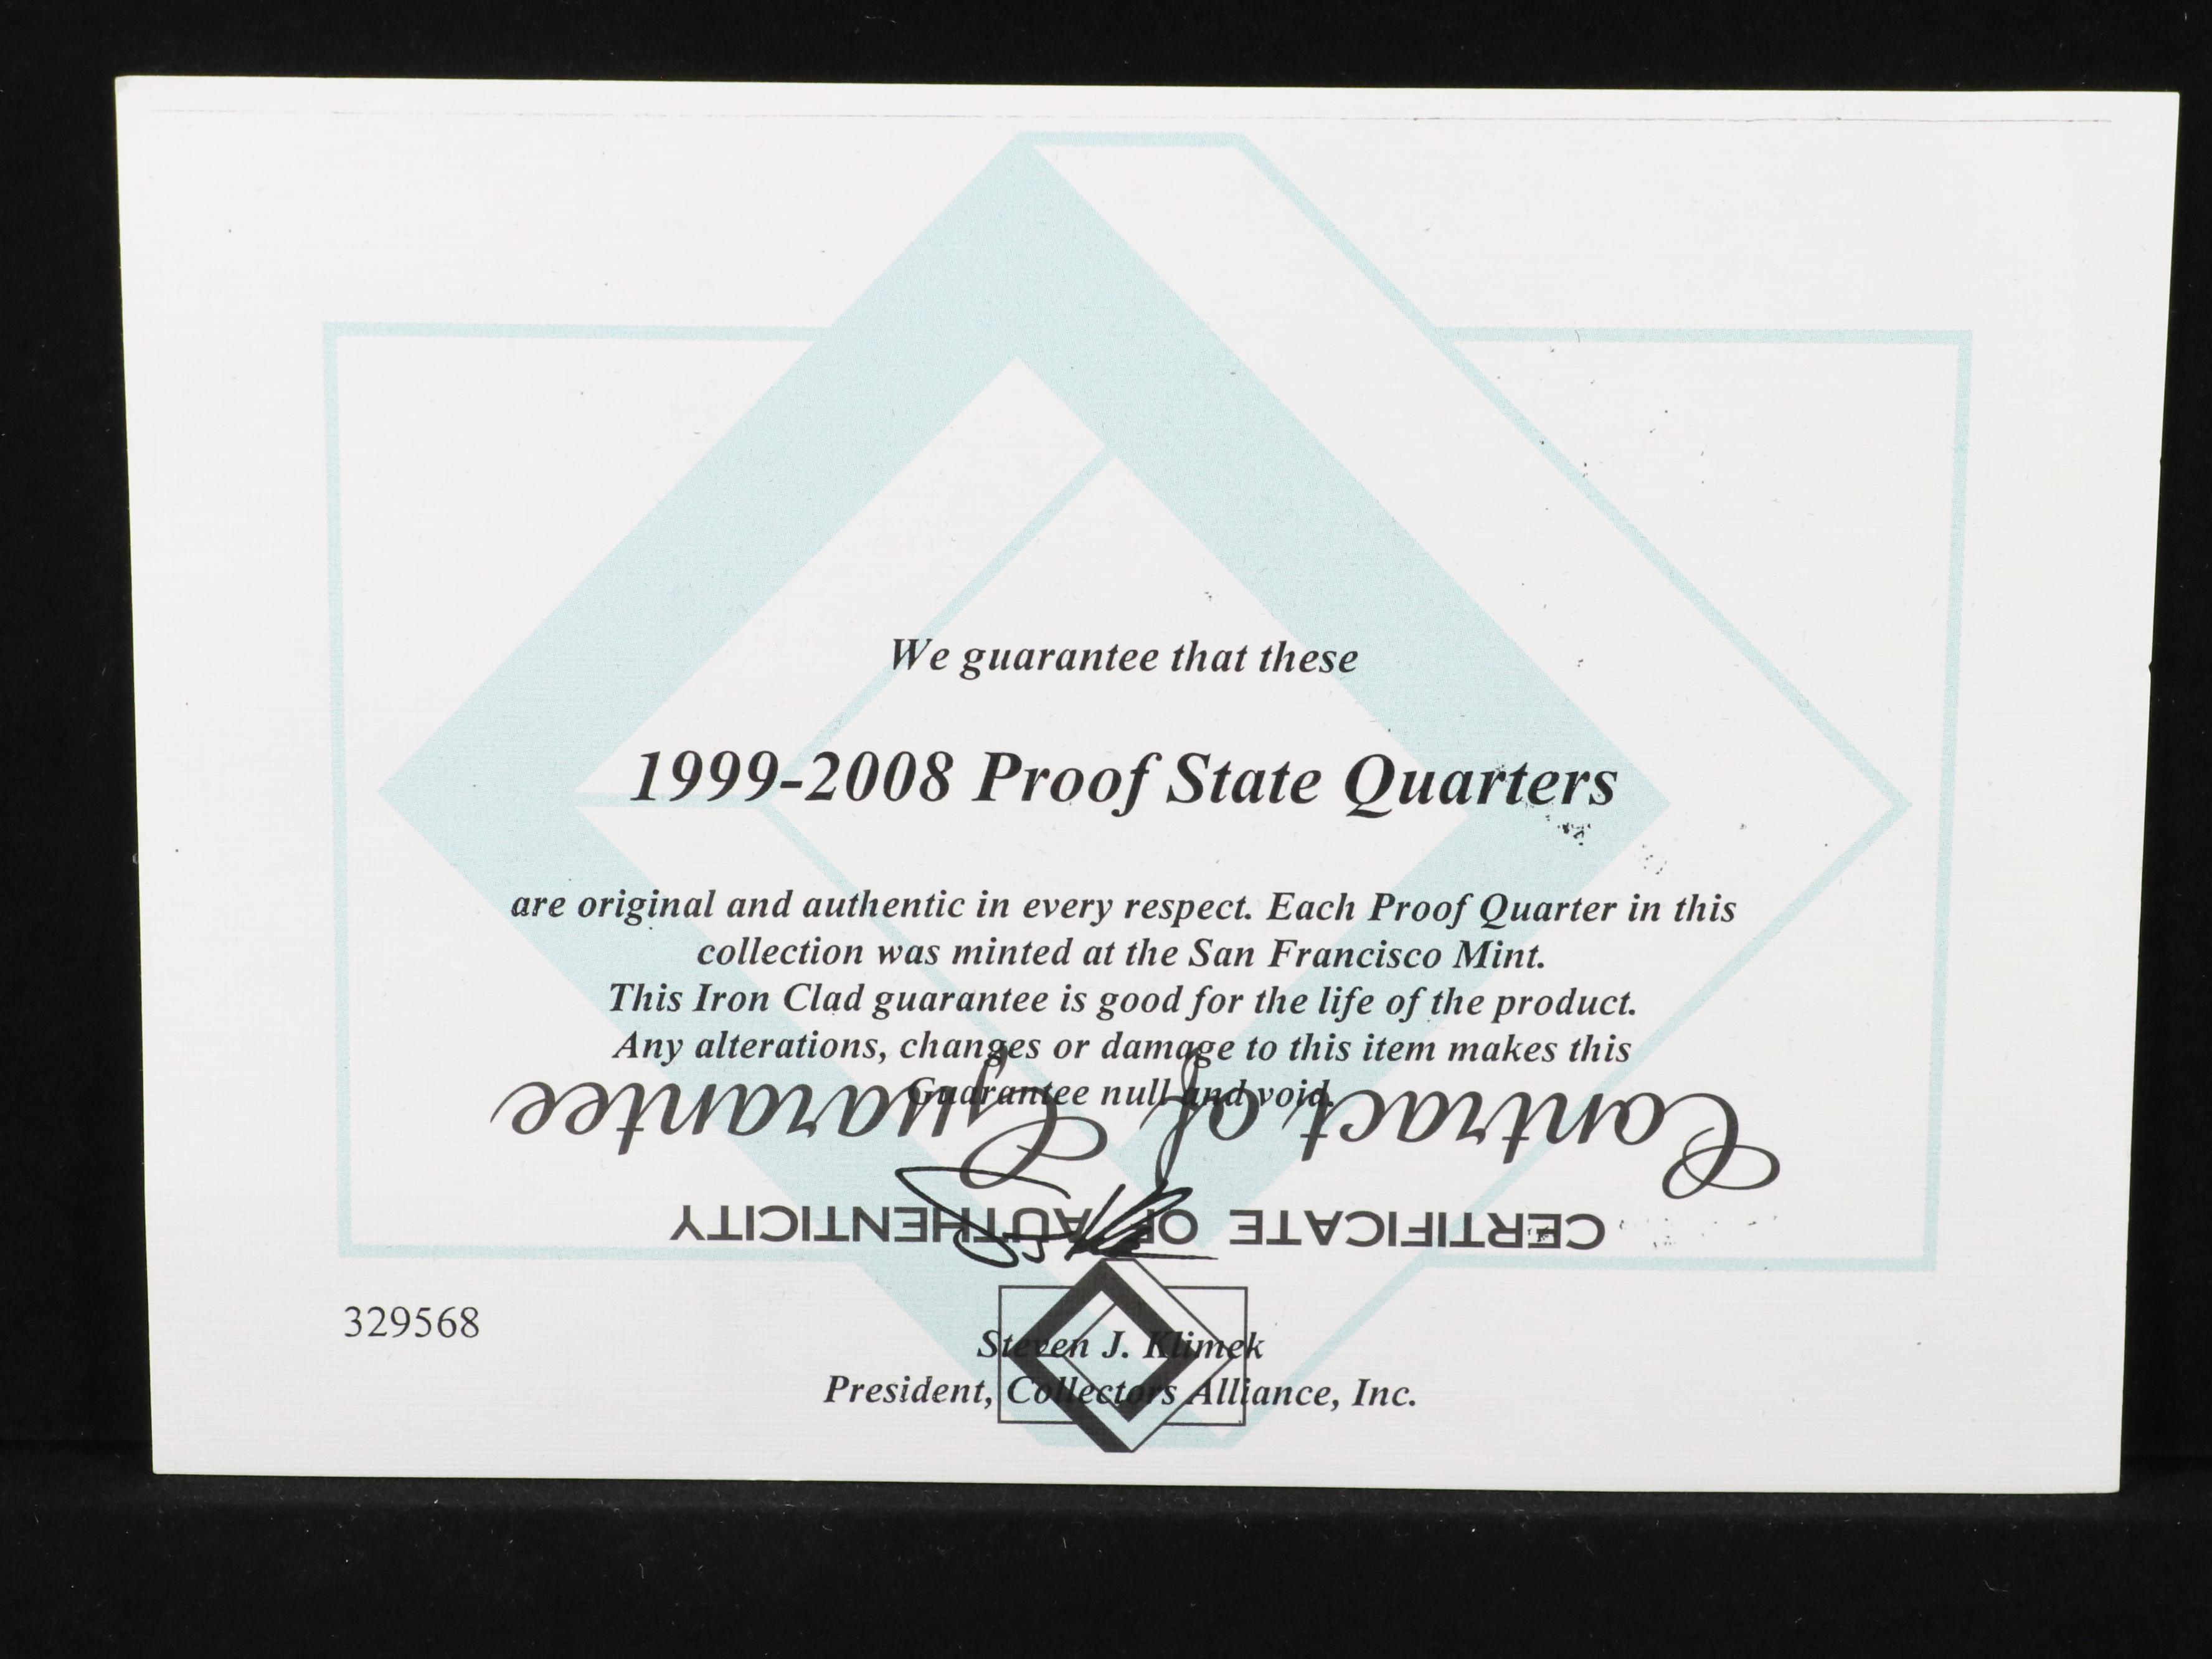 We guarantee that these
1999-2008 Proof State Quarters
are original and authentic in every respect. Each Proof Quarter in this
collection was minted at the San Francisco Mint.
This Iron Clad guarantee is good for the life of the product.
Any alterations, changes or damage to this item makes this
Guarantee null and void.
Contract of Guarantee
CERTIFICATE OF AUTHENTICITY
329568
Steven J. Klimek
President, Collectors Alliance, Inc.